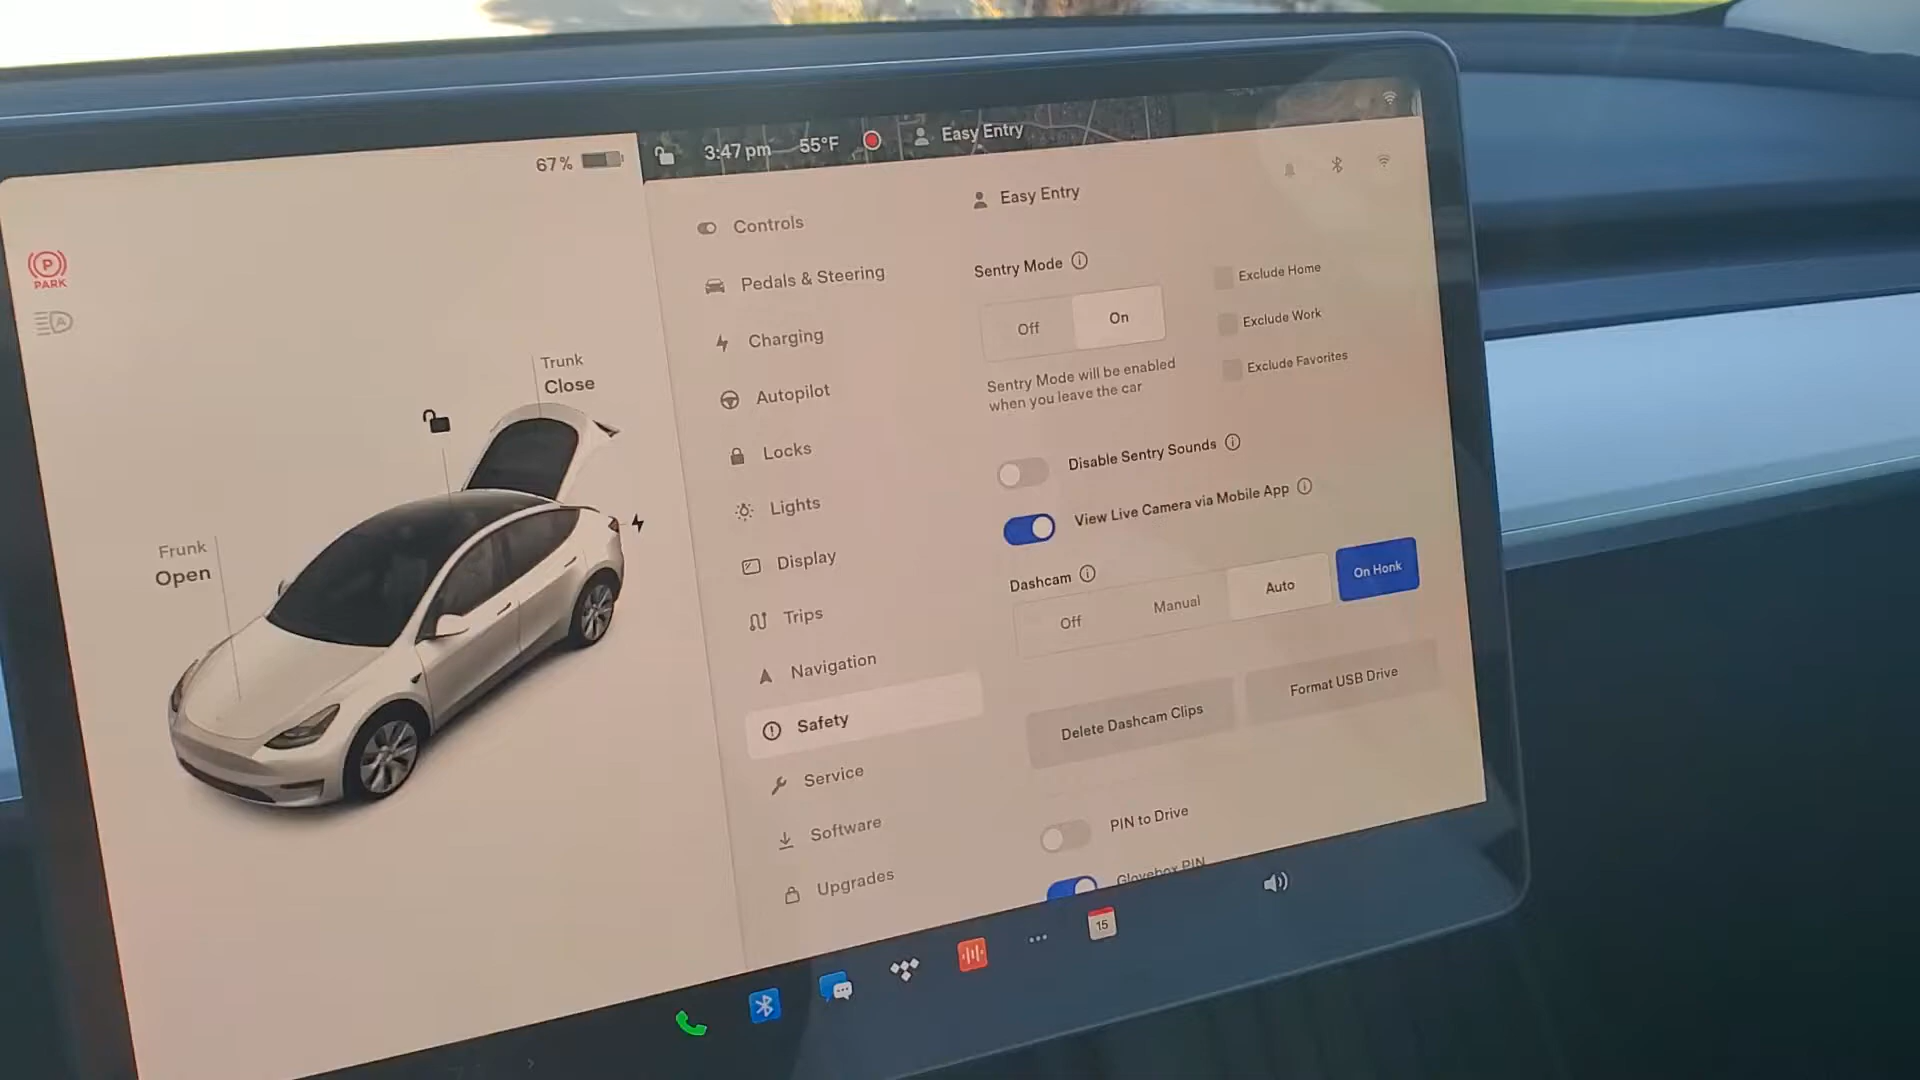 67%
3:47 pm
55°F
Easy Entry
P
PARK
A
Trunk
Close
Frunk
Open
Controls
Pedals & Steering
Charging
Autopilot
Locks
Lights
Display
Trips
Navigation
Safety
Service
Software
Upgrades
Easy Entry
Sentry Mode
Off
On
Sentry Mode will be enabled
when you leave the car
Exclude Home
Exclude Work
Exclude Favorites
Disable Sentry Sounds
View Live Camera via Mobile App
Dashcam
Off
Manual
Auto
On Honk
Delete Dashcam Clips
Format USB Drive
PIN to Drive
Glovebox PIN
15